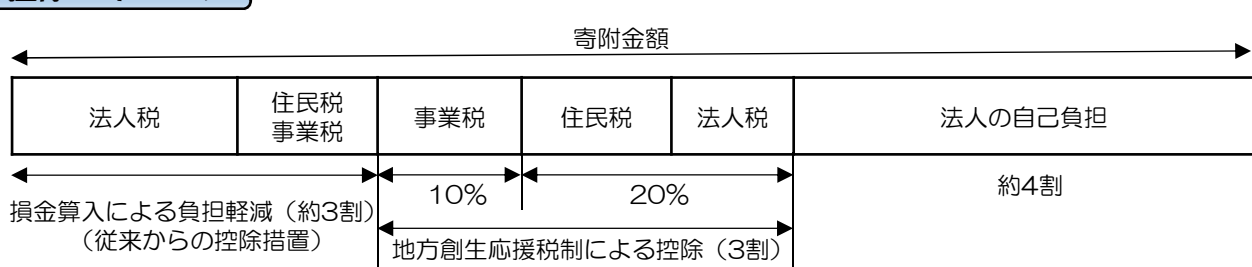 寄附金額
法人税
住民税
事業税
事業税
住民税
法人税
法人の自己負担
10%
20%
約4割
損金算入による負担軽減（約3割）
（従来からの控除措置）
地方創生応援税制による控除（3割）